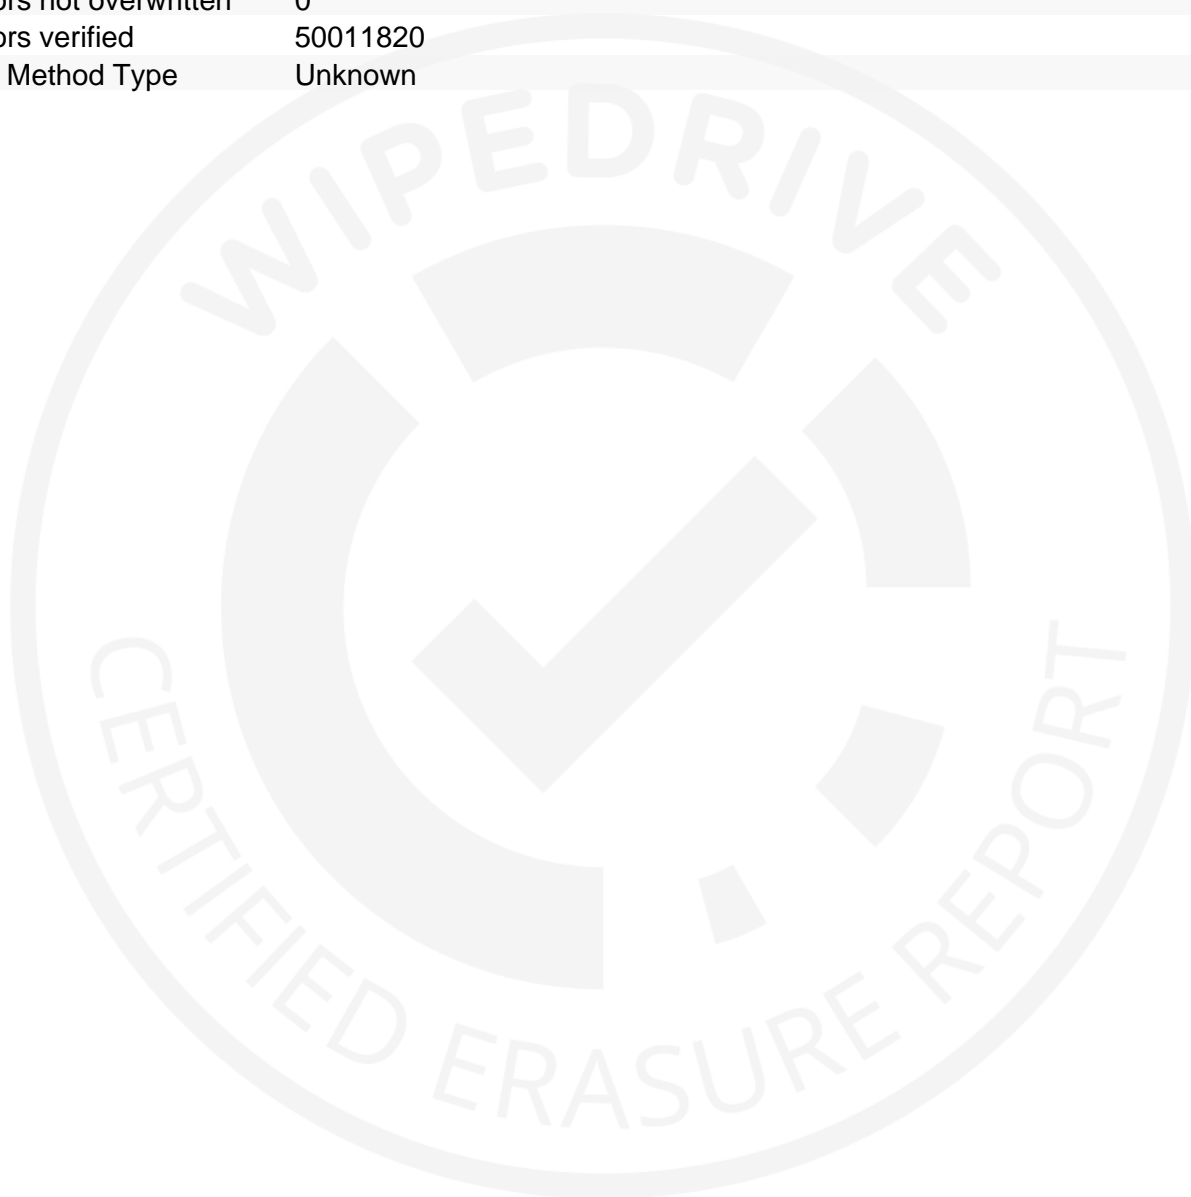 ors not overwritten 0
ors verified 50011820
Method Type Unknown
WIPEDRIVE
CERTIFIED ERASURE REPORT